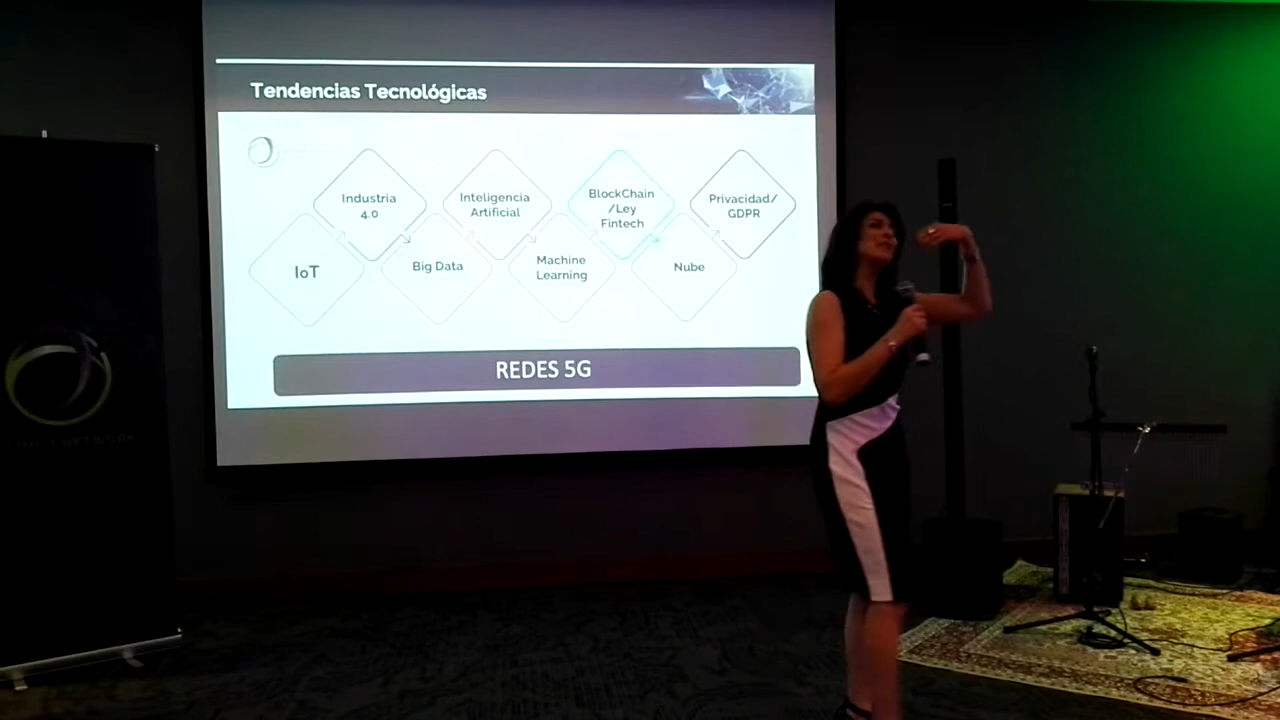 Tendencias Tecnológicas
Industria
4.0
Inteligencia
Artificial
BlockChain
/Ley
Fintech
Privacidad/
GDPR
IoT
Big Data
Machine
Learning
Nube
REDES 5G